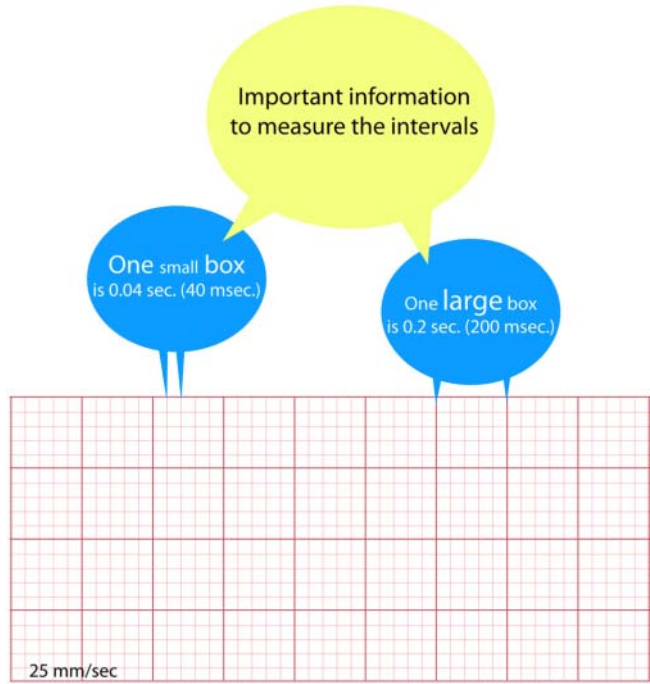 Important information
to measure the intervals
One small box
is 0.04 sec. (40 msec.)
One large box
is 0.2 sec. (200 msec.)
25 mm/sec